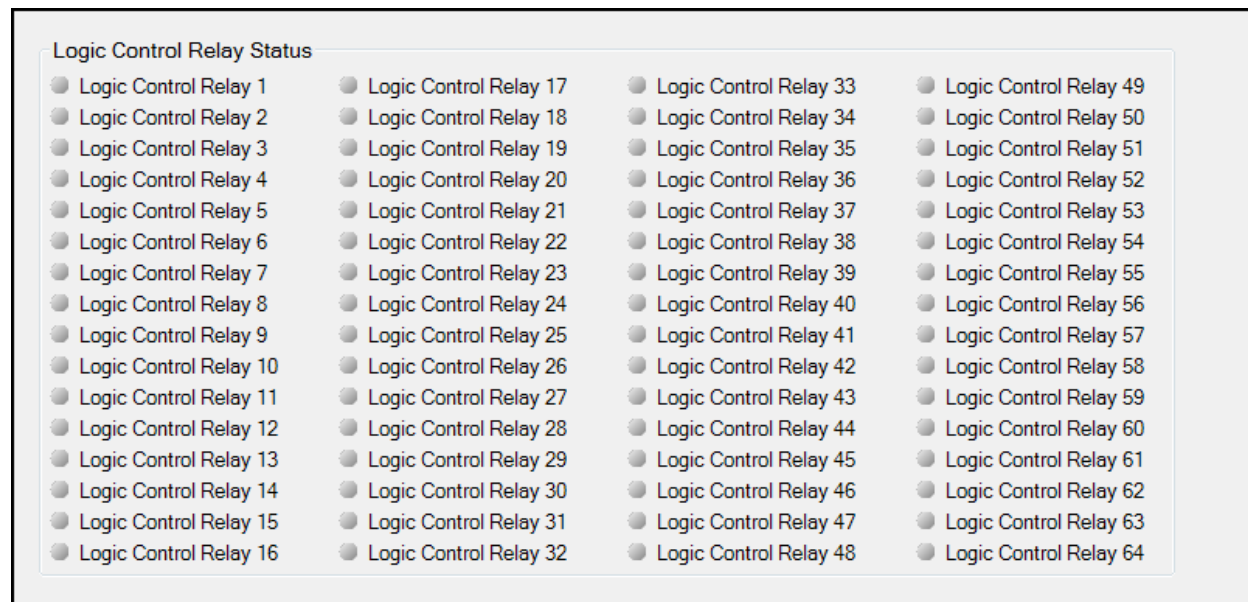 Logic Control Relay Status
Logic Control Relay 1
Logic Control Relay 2
Logic Control Relay 3
Logic Control Relay 4
Logic Control Relay 5
Logic Control Relay 6
Logic Control Relay 7
Logic Control Relay 8
Logic Control Relay 9
Logic Control Relay 10
Logic Control Relay 11
Logic Control Relay 12
Logic Control Relay 13
Logic Control Relay 14
Logic Control Relay 15
Logic Control Relay 16
Logic Control Relay 17
Logic Control Relay 18
Logic Control Relay 19
Logic Control Relay 20
Logic Control Relay 21
Logic Control Relay 22
Logic Control Relay 23
Logic Control Relay 24
Logic Control Relay 25
Logic Control Relay 26
Logic Control Relay 27
Logic Control Relay 28
Logic Control Relay 29
Logic Control Relay 30
Logic Control Relay 31
Logic Control Relay 32
Logic Control Relay 33
Logic Control Relay 34
Logic Control Relay 35
Logic Control Relay 36
Logic Control Relay 37
Logic Control Relay 38
Logic Control Relay 39
Logic Control Relay 40
Logic Control Relay 41
Logic Control Relay 42
Logic Control Relay 43
Logic Control Relay 44
Logic Control Relay 45
Logic Control Relay 46
Logic Control Relay 47
Logic Control Relay 48
Logic Control Relay 49
Logic Control Relay 50
Logic Control Relay 51
Logic Control Relay 52
Logic Control Relay 53
Logic Control Relay 54
Logic Control Relay 55
Logic Control Relay 56
Logic Control Relay 57
Logic Control Relay 58
Logic Control Relay 59
Logic Control Relay 60
Logic Control Relay 61
Logic Control Relay 62
Logic Control Relay 63
Logic Control Relay 64